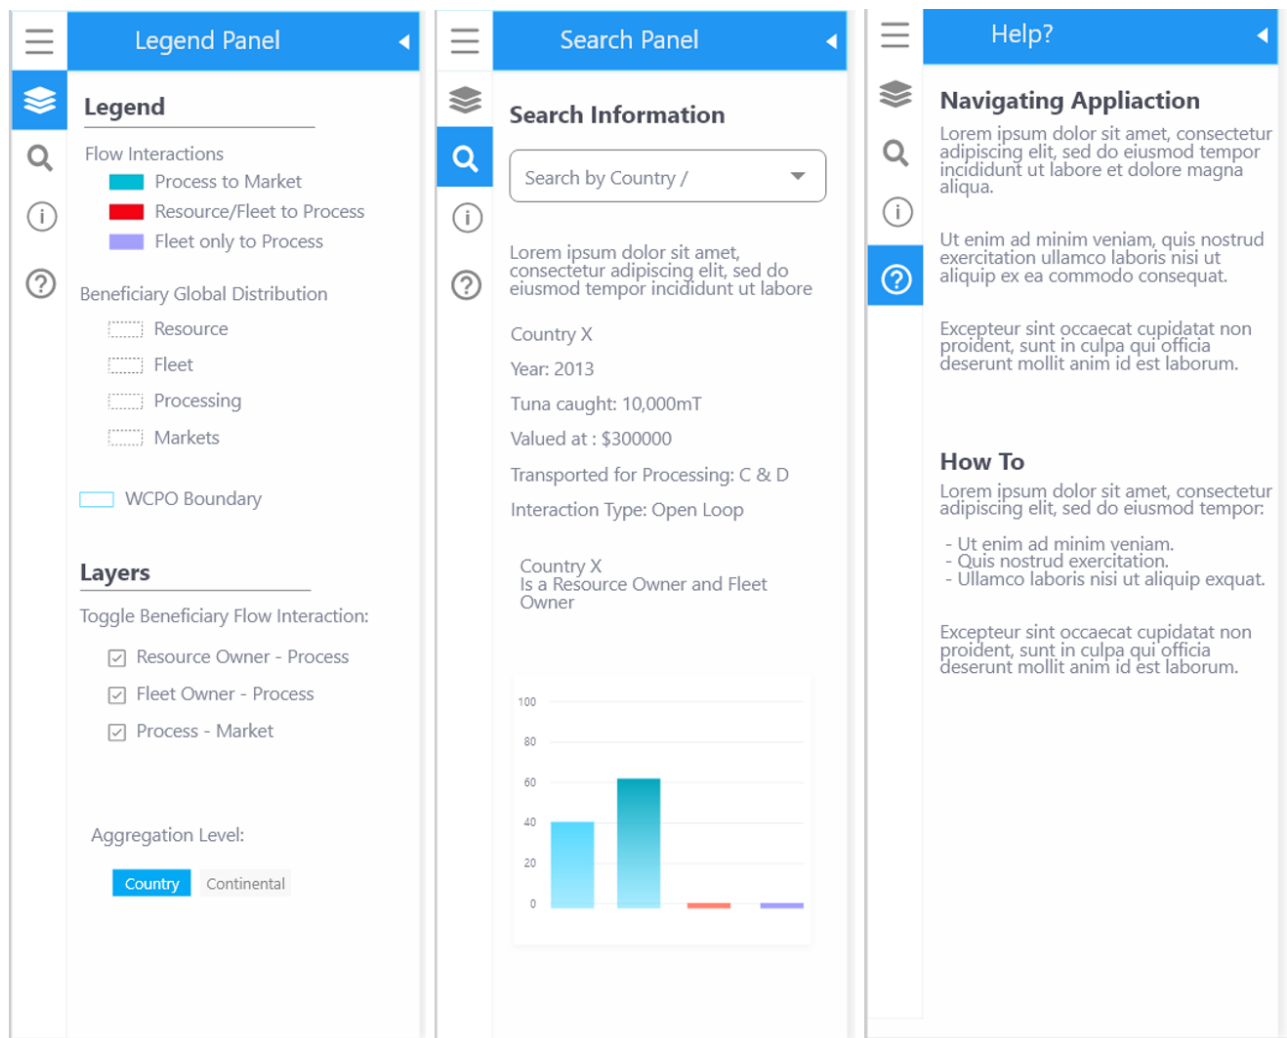 Legend Panel
Legend
Flow Interactions
Process to Market
Resource/Fleet to Process
Fleet only to Process
Beneficiary Global Distribution
Resource
Fleet
Processing
Markets
WCPO Boundary
Layers
Toggle Beneficiary Flow Interaction:
Resource Owner - Process
Fleet Owner - Process
Process - Market
Aggregation Level:
Country Continental
Search Panel
Search Information
Search by Country /
Lorem ipsum dolor sit amet,
consectetur adipiscing elit, sed do
eiusmod tempor incididunt ut labore
Country X
Year: 2013
Tuna caught: 10,000mT
Valued at : $300000
Transported for Processing: C & D
Interaction Type: Open Loop
Country X
Is a Resource Owner and Fleet
Owner
100
80
60
40
20
0
Help?
Navigating Appliaction
Lorem ipsum dolor sit amet, consectetur
adipiscing elit, sed do eiusmod tempor
incididunt ut labore et dolore magna
aliqua.
Ut enim ad minim veniam, quis nostrud
exercitation ullamco laboris nisi ut
aliquip ex ea commodo consequat.
Excepteur sint occaecat cupidatat non
proident, sunt in culpa qui officia
deserunt mollit anim id est laborum.
How To
Lorem ipsum dolor sit amet, consectetur
adipiscing elit, sed do eiusmod tempor:
- Ut enim ad minim veniam.
- Quis nostrud exercitation.
- Ullamco laboris nisi ut aliquip exquat.
Excepteur sint occaecat cupidatat non
proident, sunt in culpa qui officia
deserunt mollit anim id est laborum.